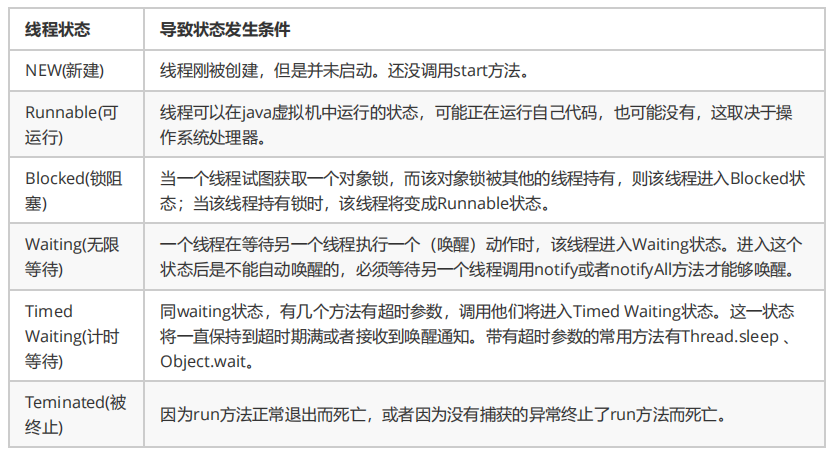 线程状态 导致状态发生条件
NEW(新建) 线程刚被创建，但是并未启动。还没调用start方法。
Runnable(可
运行)
线程可以在java虚拟机中运行的状态，可能正在运行自己代码，也可能没有，这取决于操
作系统处理器。
Blocked(锁阻
塞)
当一个线程试图获取一个对象锁，而该对象锁被其他的线程持有，则该线程进入Blocked状
态；当该线程持有锁时，该线程将变成Runnable状态。
Waiting(无限
等待)
一个线程在等待另一个线程执行一个（唤醒）动作时，该线程进入Waiting状态。进入这个
状态后是不能自动唤醒的，必须等待另一个线程调用notify或者notifyAll方法才能够唤醒。
Timed
Waiting(计时
等待)
同waiting状态，有几个方法有超时参数，调用他们将进入Timed Waiting状态。这一状态
将一直保持到超时期满或者接收到唤醒通知。带有超时参数的常用方法有Thread.sleep 、
Object.wait。
Teminated(被
终止)
因为run方法正常退出而死亡，或者因为没有捕获的异常终止了run方法而死亡。